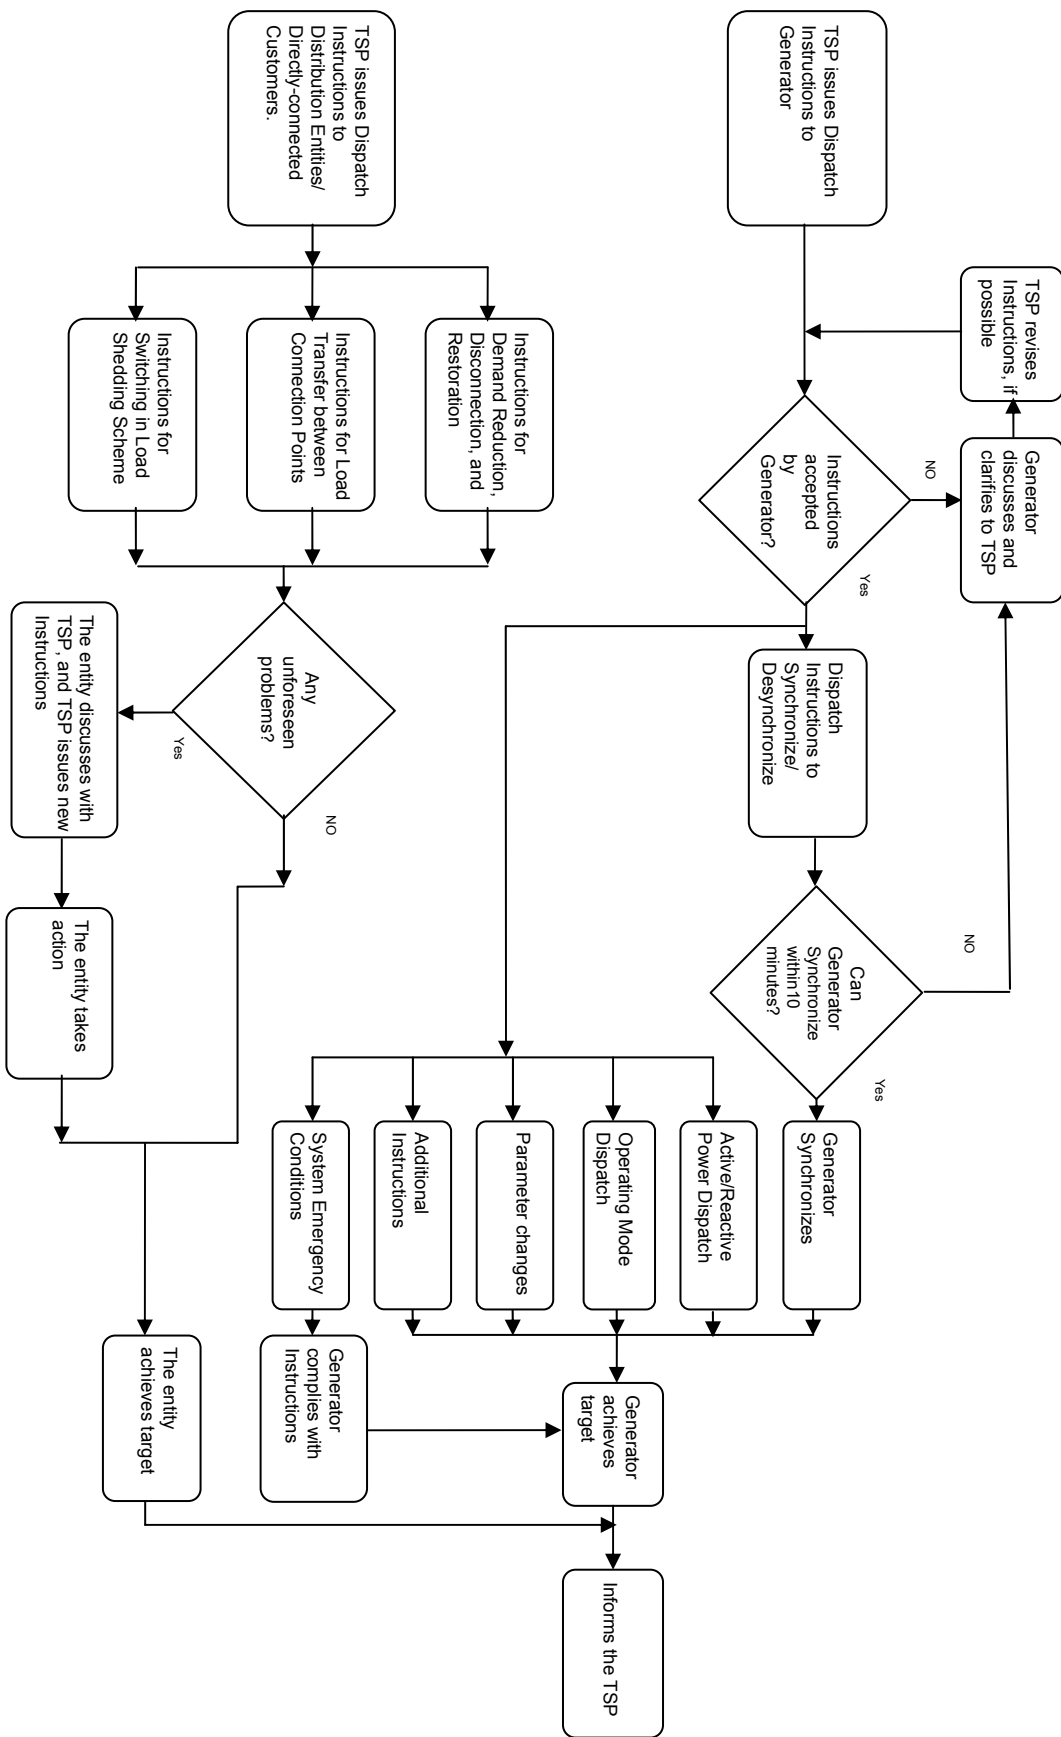 TSP issues Dispatch
Instructions to
Generator
TSP revises
Instructions, if
possible
Generator
discusses and
clarifies to TSP
Instructions
accepted
by
Generator?
NO
Yes
Dispatch
Instructions to
Synchronize/
Desynchronize
Can
Generator
Synchronize
within10
minutes?
NO
Yes
Generator
Synchronizes
Active/Reactive
Power Dispatch
Operating Mode
Dispatch
Parameter changes
Additional
Instructions
System Emergency
Conditions
Generator
complies with
Instructions
Generator
achieves
target
Informs the TSP
TSP issues Dispatch
Instructions to
Distribution Entities/
Directly-connected
Customers.
Instructions for
Demand Reduction,
Disconnection, and
Restoration
Instructions for Load
Transfer between
Connection Points
Instructions for
Switching in Load
Shedding Scheme
Any
unforeseen
problems?
NO
Yes
The entity discusses with
TSP, and TSP issues new
Instructions
The entity takes
action
The entity
achieves target